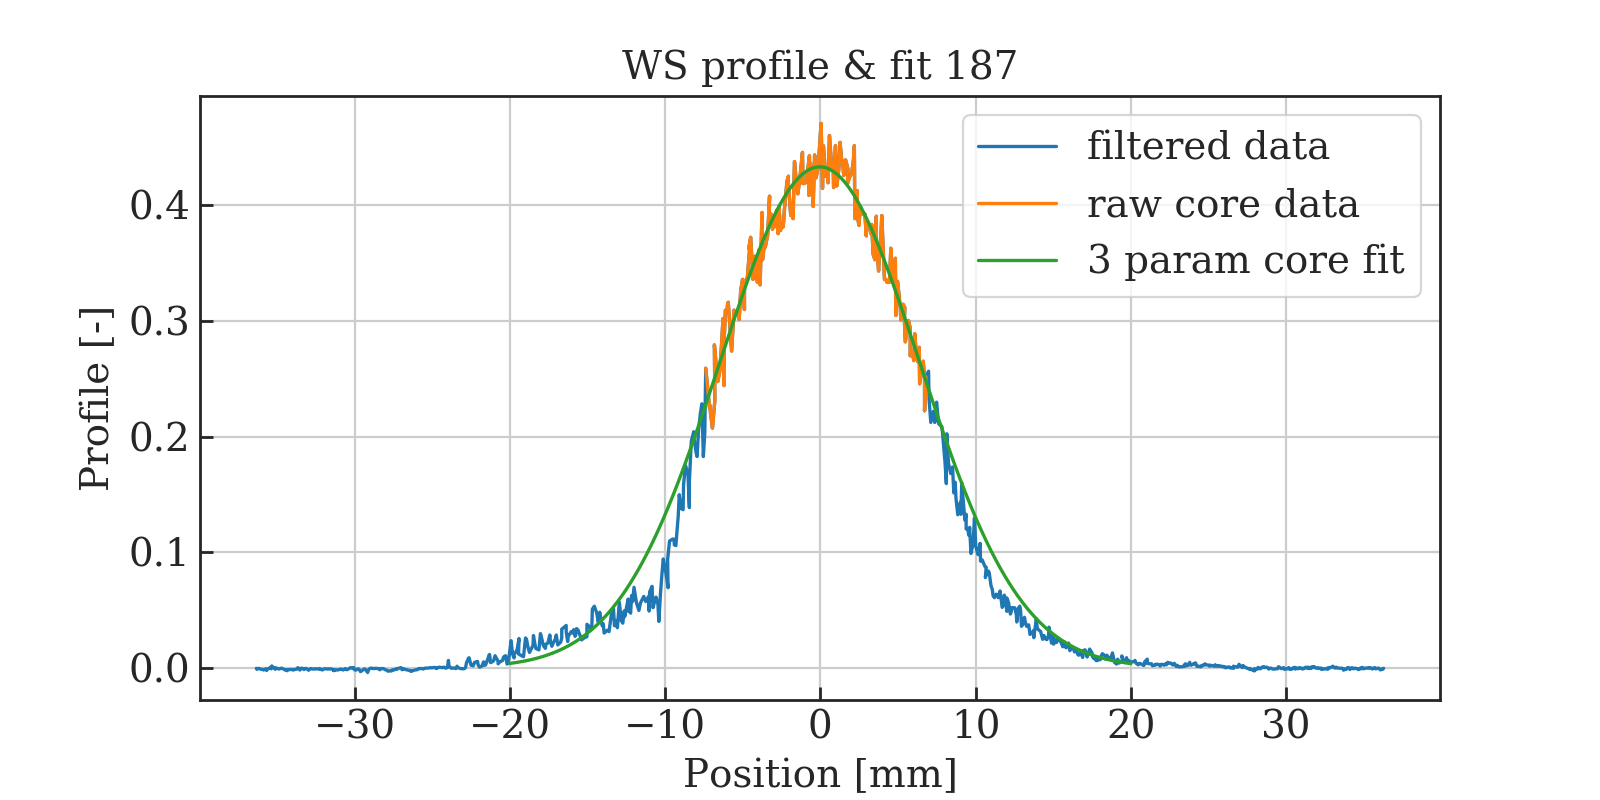 WS profile & fit 187
filtered data
raw core data
3 param core fit
Profile [-]
0.4
0.3
0.2
0.1
0.0
−30
−20
−10
0
10
20
30
Position [mm]